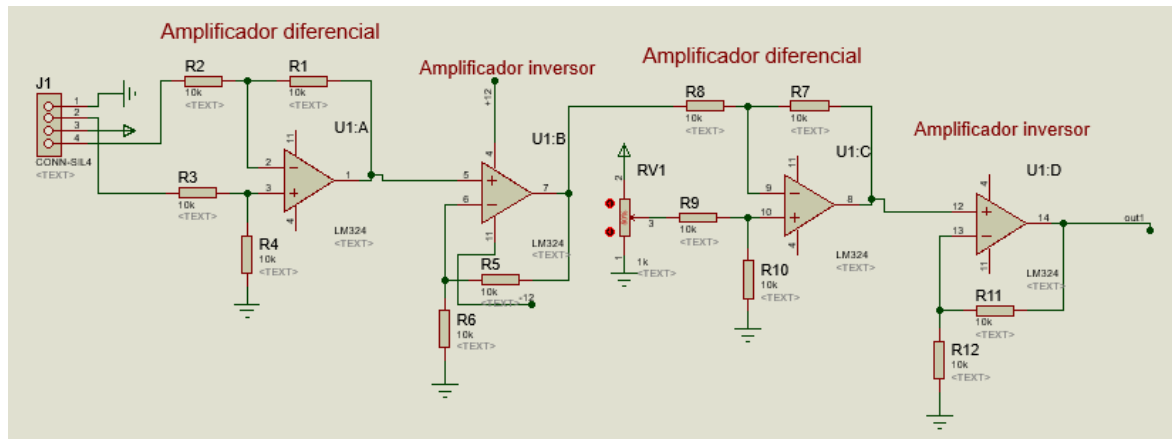 Amplificador diferencial
J1
1
2
3
4
CONN-SIL4
<TEXT>
R2
10k
<TEXT>
R1
10k
<TEXT>
R3
10k
<TEXT>
R4
10k
<TEXT>
U1:A
11
2
3
1
4
LM324
<TEXT>
Amplificador inversor
+12
U1:B
4
5
6
7
11
LM324
<TEXT>
R5
10k
<TEXT>
-12
R6
10k
<TEXT>
Amplificador diferencial
R8
10k
<TEXT>
R7
10k
<TEXT>
RV1
2
90%
3
1
1k
<TEXT>
R9
10k
<TEXT>
R10
10k
<TEXT>
U1:C
11
9
10
8
4
LM324
<TEXT>
Amplificador inversor
U1:D
4
12
13
14
11
LM324
<TEXT>
out1
R11
10k
<TEXT>
R12
10k
<TEXT>